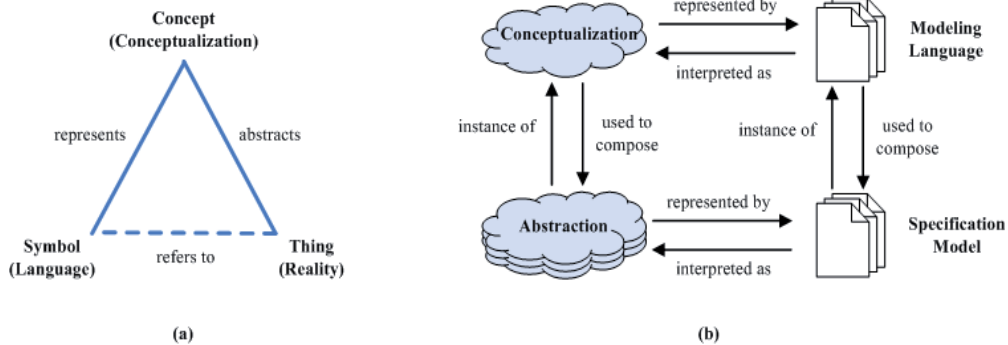 Concept
(Conceptualization)
represents
abstracts
Symbol
(Language)
refers to
Thing
(Reality)
(a)
Conceptualization
represented by
interpreted as
Modeling
Language
instance of
used to
compose
instance of
used to
compose
Abstraction
represented by
interpreted as
Specification
Model
(b)